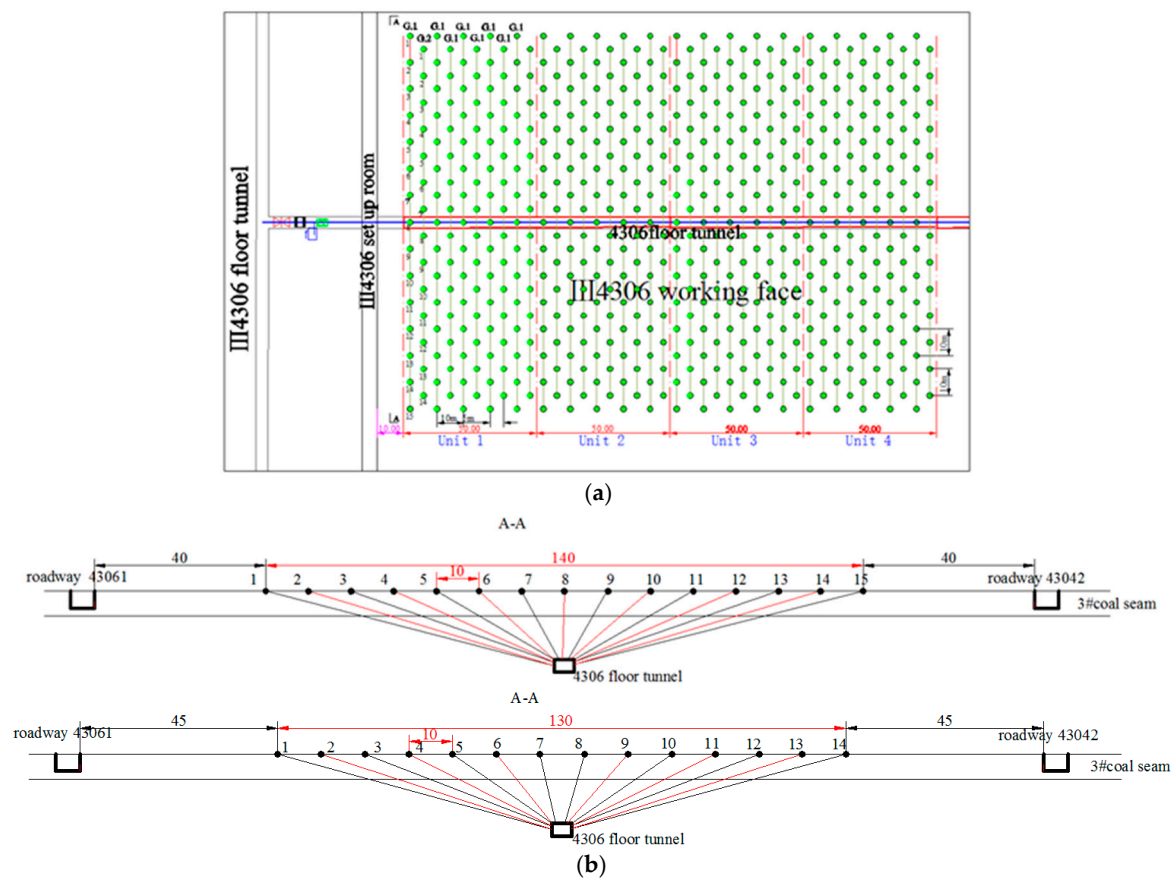 A
G.1 G.1 G.1 G.1 G.1
G.2 G.1 G.1 G.1
III4306 floor tunnel
III4306 set up room
4306floor tunnel
III4306 working face
10m
10m
A
10m 5m
10.00 50.00 50.00 50.00
Unit 1 Unit 2 Unit 3 Unit 4
(a)
A-A
40 140 40
roadway 43061 1 2 3 4 5 10 6 7 8 9 10 11 12 13 14 15 roadway 43042
3#coal seam
4306 floor tunnel
A-A
45 130 45
roadway 43061 1 2 3 4 10 5 6 7 8 9 10 11 12 13 14 roadway 43042
3#coal seam
4306 floor tunnel
(b)